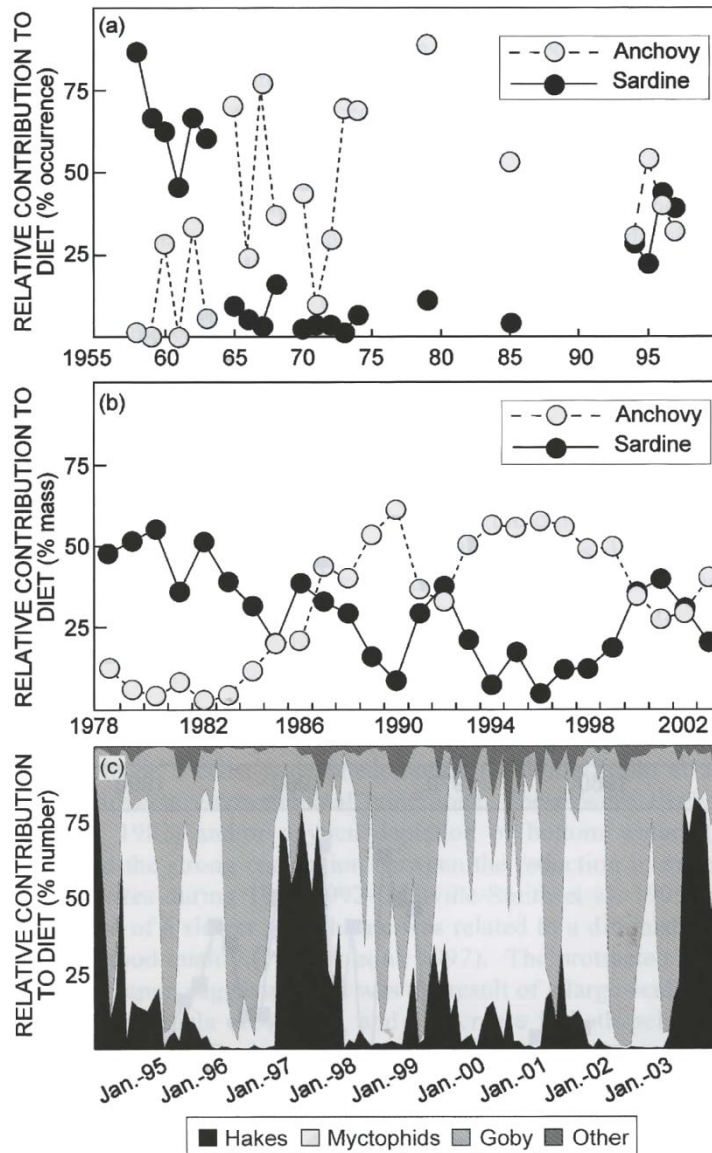 (a)
Anchovy
Sardine
RELATIVE CONTRIBUTION TO
DIET (% occurrence)
75
50
25
1955 60 65 70 75 80 85 90 95
(b)
Anchovy
Sardine
RELATIVE CONTRIBUTION TO
DIET (% mass)
75
50
25
1978 1982 1986 1990 1994 1998 2002
(c)
RELATIVE CONTRIBUTION
TO DIET (% number)
75
50
25
Jan.-95 Jan.-96 Jan.-97 Jan.-98 Jan.-99 Jan.-00 Jan.-01 Jan.-02 Jan.-03
Hakes Myctophids Goby Other